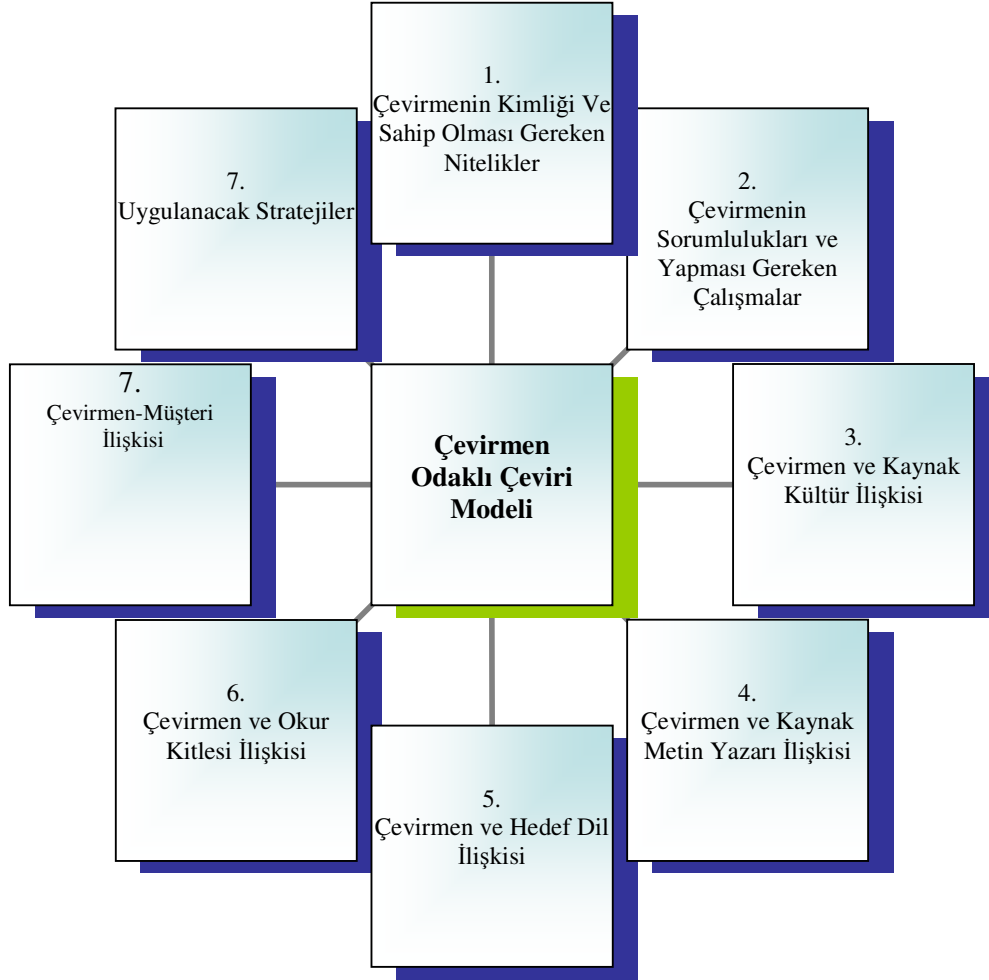 1.
Çevirmenin Kimliği Ve
Sahip Olması Gereken
Nitelikler
2.
Çevirmenin
Sorumlulukları ve
Yapması Gereken
Çalışmalar
3.
Çevirmen ve Kaynak
Kültür İlişkisi
4.
Çevirmen ve Kaynak
Metin Yazarı İlişkisi
5.
Çevirmen ve Hedef Dil
İlişkisi
6.
Çevirmen ve Okur
Kitlesi İlişkisi
7.
Çevirmen-Müşteri
İlişkisi
7.
Uygulanacak Stratejiler
Çevirmen
Odaklı Çeviri
Modeli